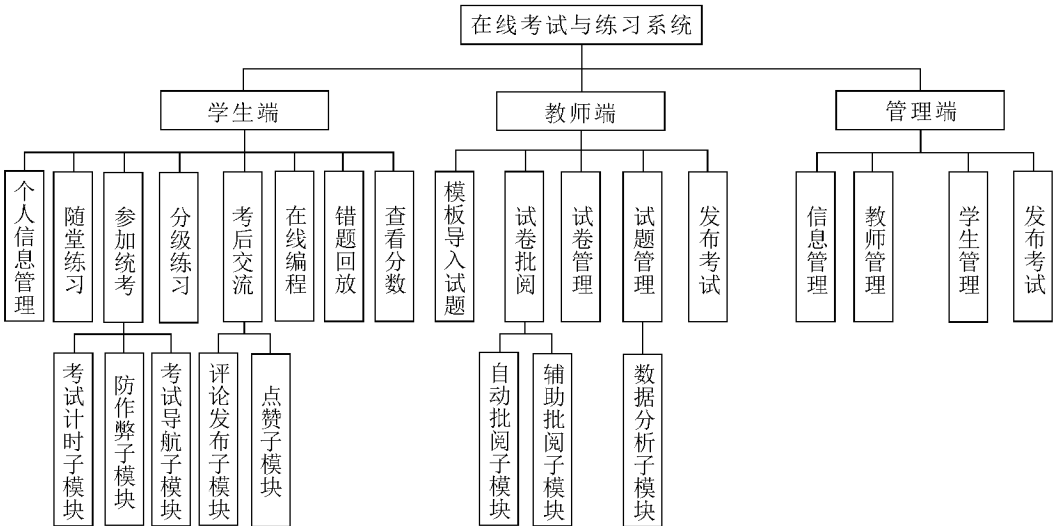 在线考试与练习系统
学生端
教师端
管理端
个人信息管理
随堂练习
参加统考
分级练习
考后交流
在线编程
错题回放
查看分数
模板导入试题
试卷批阅
试卷管理
试题管理
发布考试
信息管理
教师管理
学生管理
发布考试
考试计时子模块
防作弊子模块
考试导航子模块
评论发布子模块
点赞子模块
自动批阅子模块
辅助批阅子模块
数据分析子模块